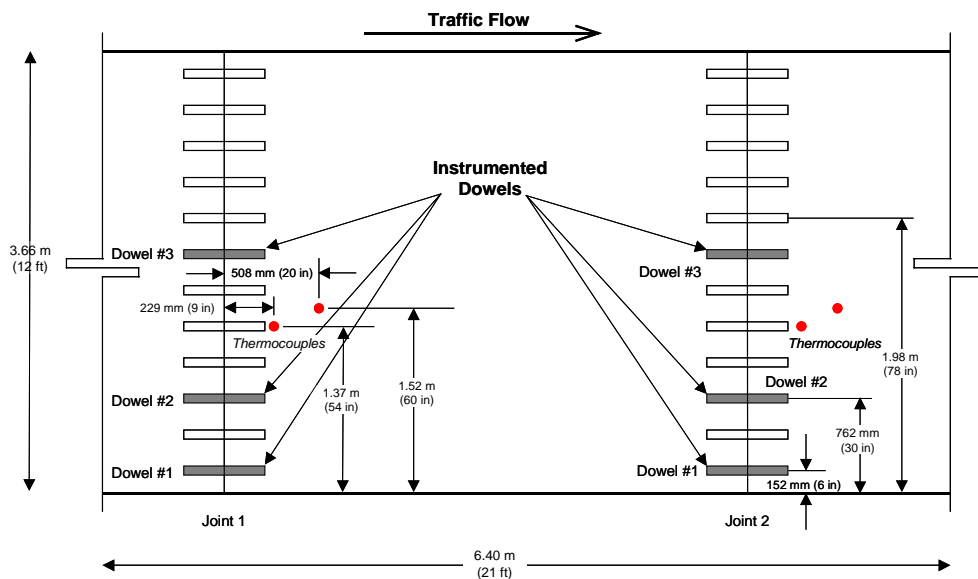 Traffic Flow
Instrumented
Dowels
3.66 m
(12 ft)
Dowel #3
508 mm (20 in)
229 mm (9 in)
Thermocouples
1.37 m
(54 in)
1.52 m
(60 in)
Dowel #2
Dowel #1
Dowel #3
Thermocouples
1.98 m
(78 in)
Dowel #2
762 mm
(30 in)
Dowel #1
152 mm (6 in)
Joint 1
Joint 2
6.40 m
(21 ft)